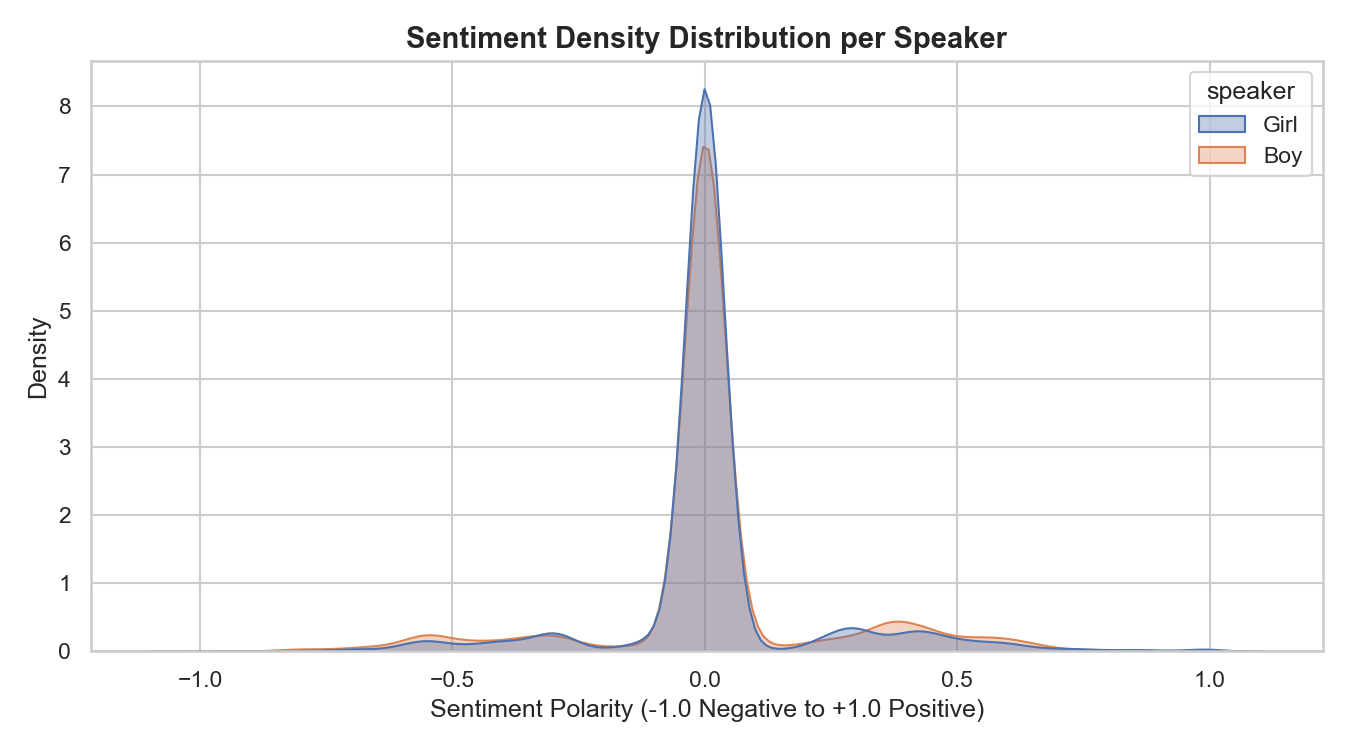 Sentiment Density Distribution per Speaker
speaker
Girl
Boy
Density
8
7
6
5
4
3
2
1
0
−1.0
−0.5
0.0
0.5
1.0
Sentiment Polarity (-1.0 Negative to +1.0 Positive)